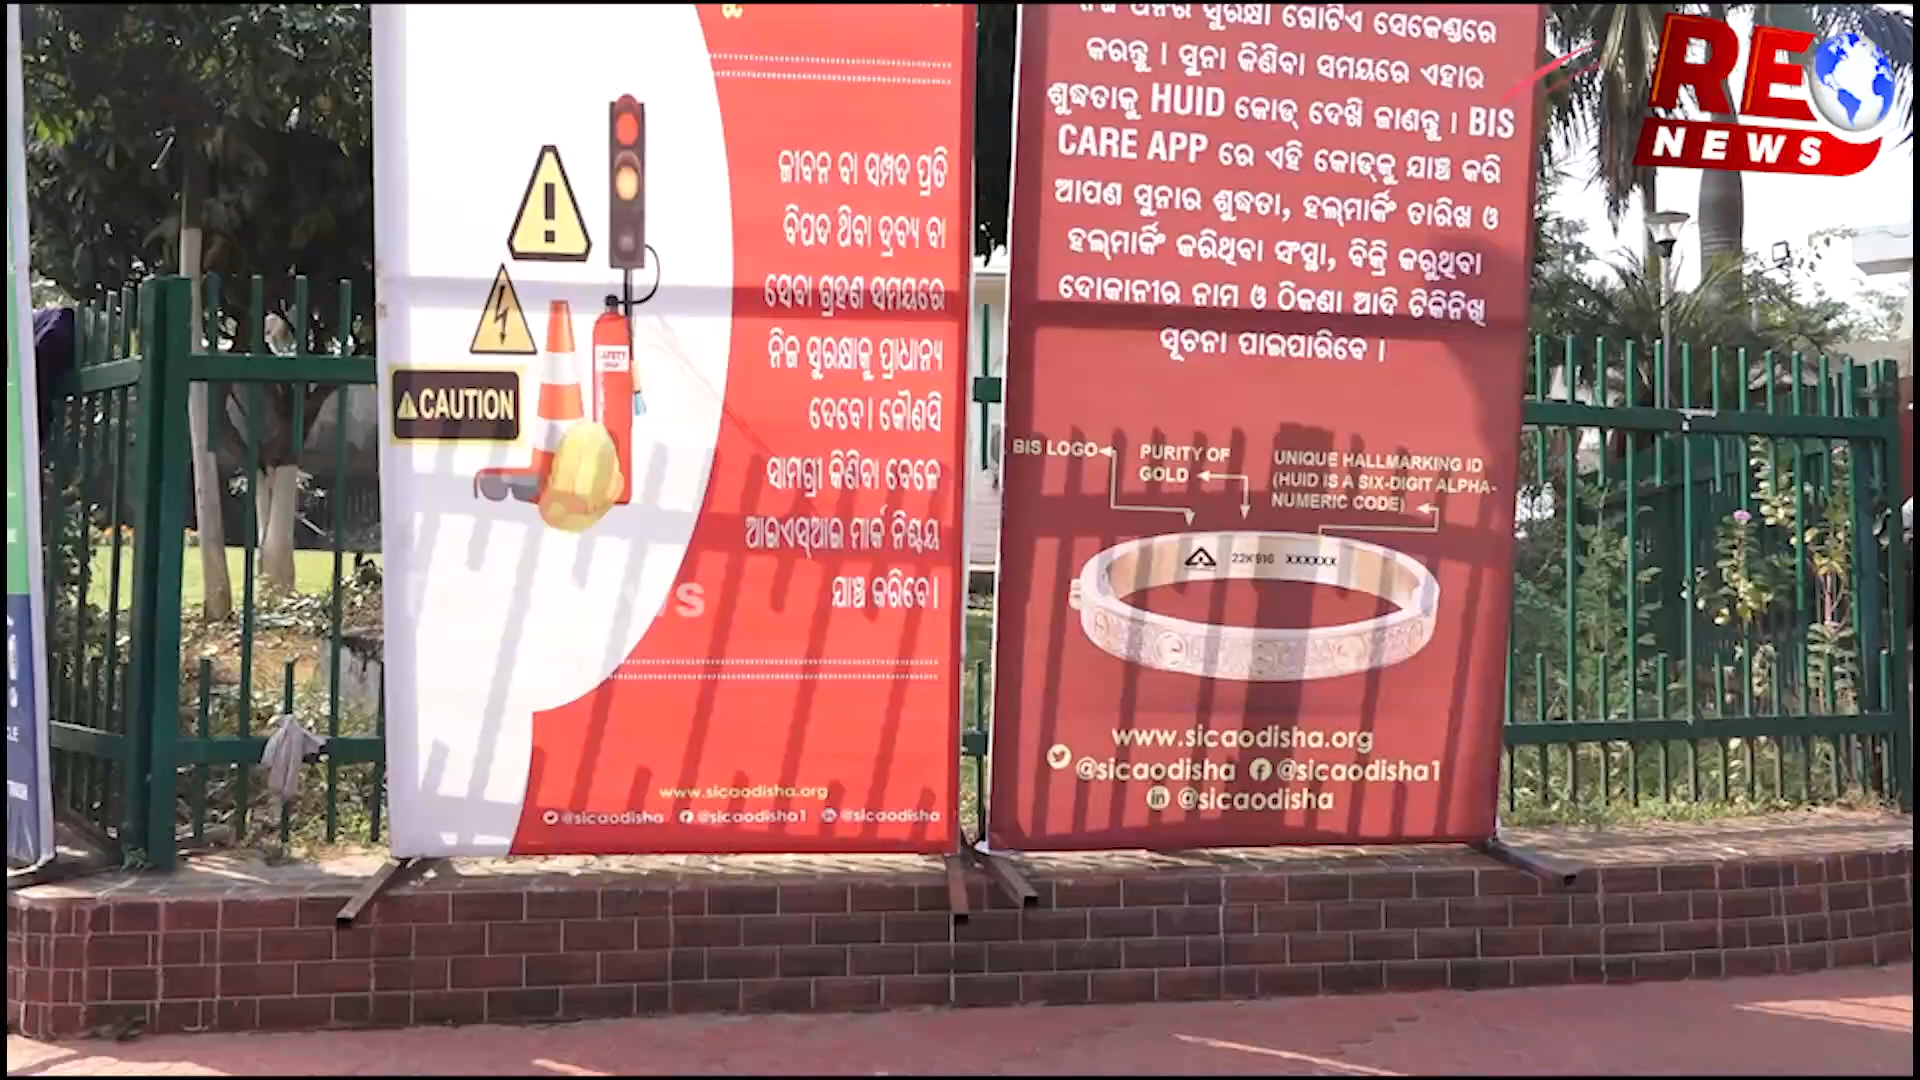 ଜୀବନ ବା ସମ୍ପଦ ପ୍ରତି
ବିପଦ ଥିବା ଦ୍ରବ୍ୟ ବା
ସେବା ଗ୍ରହଣ ସମୟରେ
ନିଜ ସୁରକ୍ଷାକୁ ପ୍ରାଧାନ୍ୟ
ଦେବେ। କୌଣସି
ସାମଗ୍ରୀ କିଣିବା ବେଳେ
ଆଇଏସ୍ଆଇ ମାର୍କ ନିଶ୍ଚୟ
ଯାଞ୍ଚ କରିବେ।
CAUTION
www.sicaodisha.org
@sicaodisha @sicaodisha1 @sicaodisha
ସୁରକ୍ଷା ଗୋଟିଏ ସେକେଣ୍ଡରେ
କରନ୍ତୁ । ସୁନା କିଣିବା ସମୟରେ ଏହାର
ଶୁଦ୍ଧତାକୁ HUID କୋଡ୍ ଦେଖି ଜାଣନ୍ତୁ । BIS
CARE APP ରେ ଏହି କୋଡ୍‌କୁ ଯାଞ୍ଚ କରି
ଆପଣ ସୁନାର ଶୁଦ୍ଧତା, ହଲ୍‌ମାର୍କିଂ ତାରିଖ ଓ
ହଲ୍‌ମାର୍କିଂ କରିଥିବା ସଂସ୍ଥା, ବିକ୍ରି କରୁଥିବା
ଦୋକାନୀର ନାମ ଓ ଠିକଣା ଆଦି ଟିକିନିଖି
ସୂଚନା ପାଇପାରିବେ ।
BIS LOGO
PURITY OF
GOLD
UNIQUE HALLMARKING ID
(HUID IS A SIX-DIGIT ALPHA-
NUMERIC CODE)
22K916 XXXXXX
www.sicaodisha.org
@sicaodisha @sicaodisha1
@sicaodisha
REO
NEWS